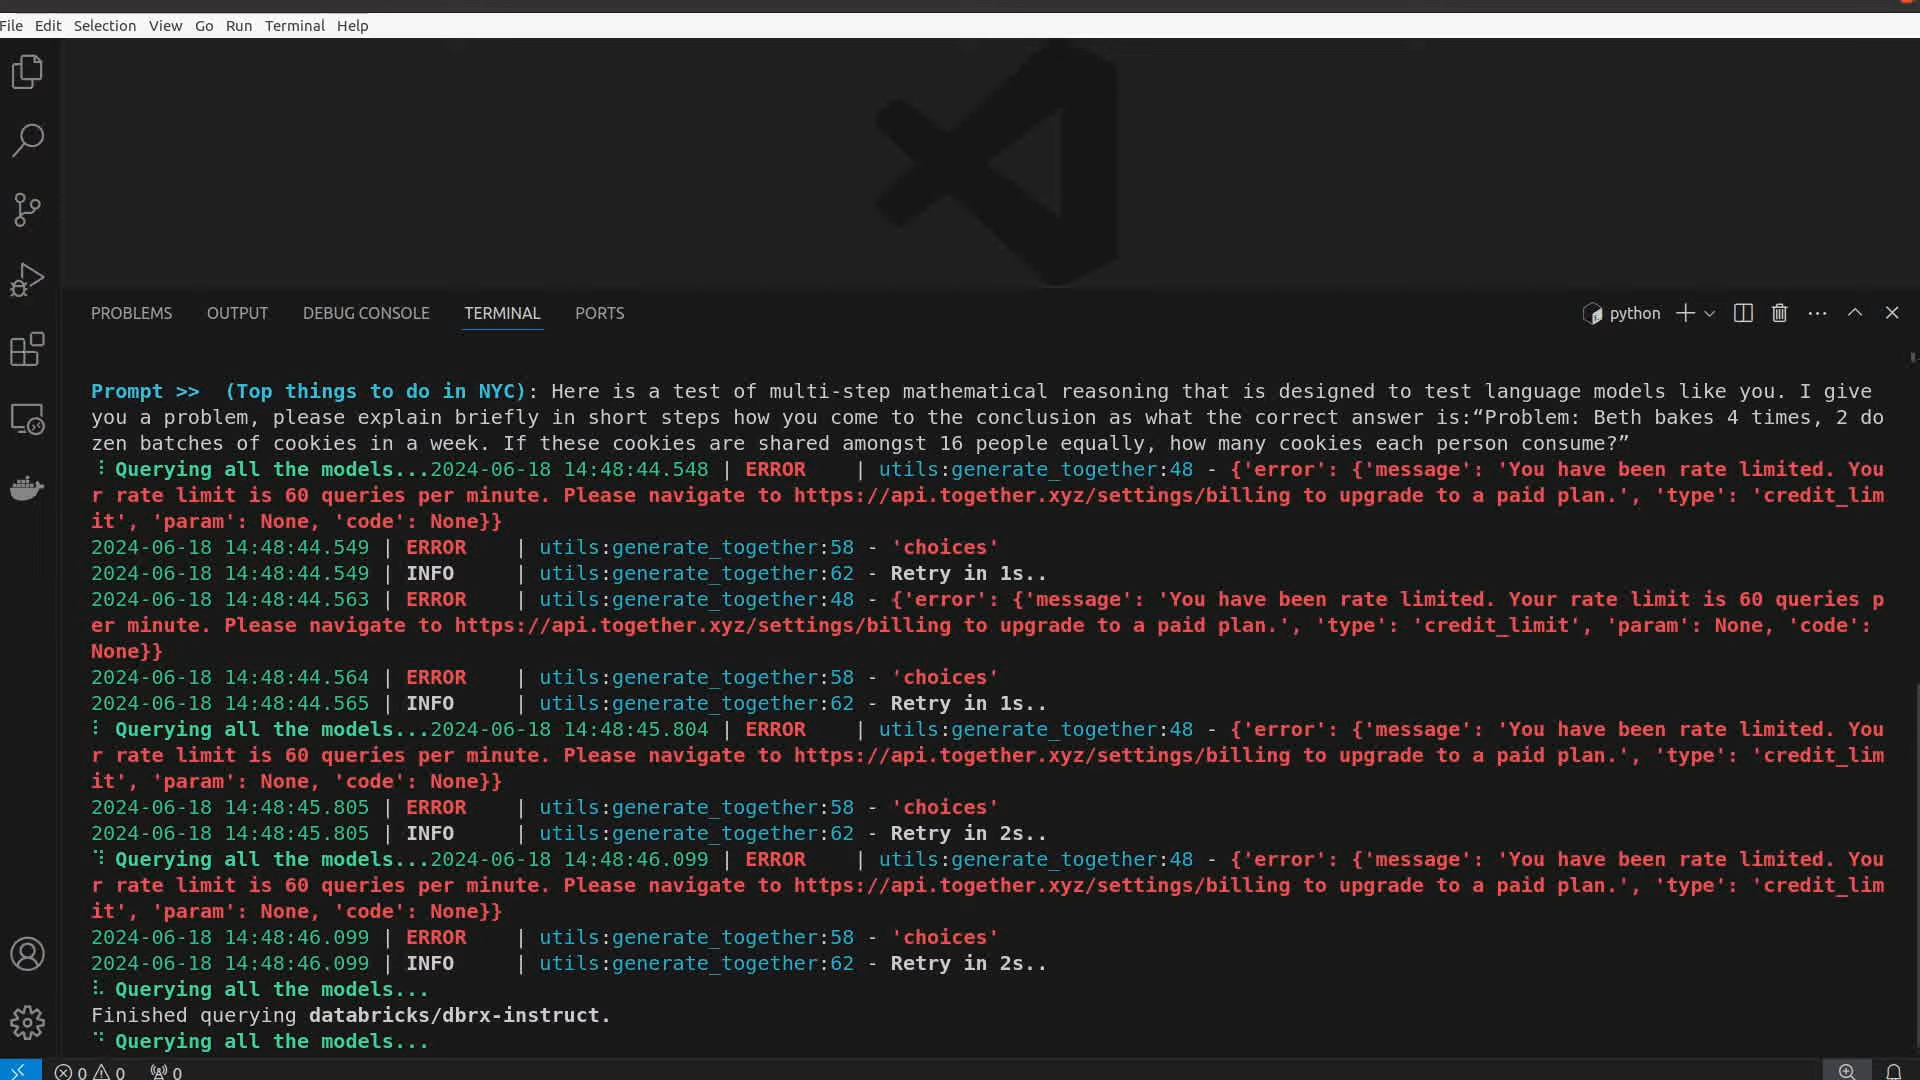 File Edit Selection View Go Run Terminal Help
PROBLEMS OUTPUT DEBUG CONSOLE TERMINAL PORTS python
Prompt >>  (Top things to do in NYC): Here is a test of multi-step mathematical reasoning that is designed to test language models like you. I give
you a problem, please explain briefly in short steps how you come to the conclusion as what the correct answer is:“Problem: Beth bakes 4 times, 2 do
zen batches of cookies in a week. If these cookies are shared amongst 16 people equally, how many cookies each person consume?”
⠸ Querying all the models...2024-06-18 14:48:44.548 | ERROR    | utils:generate_together:48 - {'error': {'message': 'You have been rate limited. You
r rate limit is 60 queries per minute. Please navigate to https://api.together.xyz/settings/billing to upgrade to a paid plan.', 'type': 'credit_lim
it', 'param': None, 'code': None}}
2024-06-18 14:48:44.549 | ERROR    | utils:generate_together:58 - 'choices'
2024-06-18 14:48:44.549 | INFO     | utils:generate_together:62 - Retry in 1s..
2024-06-18 14:48:44.563 | ERROR    | utils:generate_together:48 - {'error': {'message': 'You have been rate limited. Your rate limit is 60 queries p
er minute. Please navigate to https://api.together.xyz/settings/billing to upgrade to a paid plan.', 'type': 'credit_limit', 'param': None, 'code':
None}}
2024-06-18 14:48:44.564 | ERROR    | utils:generate_together:58 - 'choices'
2024-06-18 14:48:44.565 | INFO     | utils:generate_together:62 - Retry in 1s..
⠇ Querying all the models...2024-06-18 14:48:45.804 | ERROR    | utils:generate_together:48 - {'error': {'message': 'You have been rate limited. You
r rate limit is 60 queries per minute. Please navigate to https://api.together.xyz/settings/billing to upgrade to a paid plan.', 'type': 'credit_lim
it', 'param': None, 'code': None}}
2024-06-18 14:48:45.805 | ERROR    | utils:generate_together:58 - 'choices'
2024-06-18 14:48:45.805 | INFO     | utils:generate_together:62 - Retry in 2s..
⠹ Querying all the models...2024-06-18 14:48:46.099 | ERROR    | utils:generate_together:48 - {'error': {'message': 'You have been rate limited. You
r rate limit is 60 queries per minute. Please navigate to https://api.together.xyz/settings/billing to upgrade to a paid plan.', 'type': 'credit_lim
it', 'param': None, 'code': None}}
2024-06-18 14:48:46.099 | ERROR    | utils:generate_together:58 - 'choices'
2024-06-18 14:48:46.099 | INFO     | utils:generate_together:62 - Retry in 2s..
⠧ Querying all the models...
Finished querying databricks/dbrx-instruct.
⠙ Querying all the models...
0 0 0